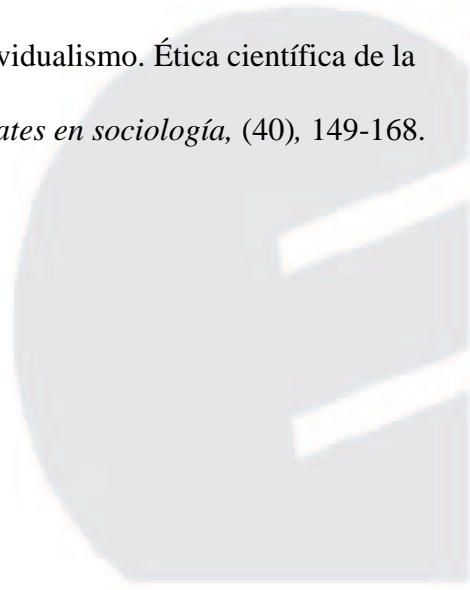 vidualismo. Ética científica de la
ates en sociología, (40), 149-168.